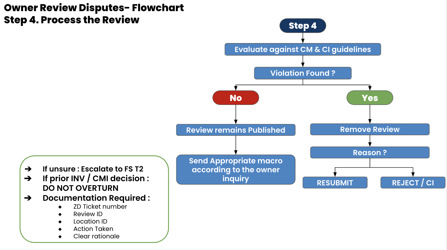 Owner Review Disputes- Flowchart
Step 4. Process the Review
Step 4
Evaluate against CM & CI guidelines
Violation Found ?
No
Yes
Review remains Published
Remove Review
Send Appropriate macro
according to the owner
inquiry
Reason ?
RESUBMIT
REJECT / CI
➔ If unsure : Escalate to FS T2
➔ If prior INV / CMI decision :
DO NOT OVERTURN
➔ Documentation Required :
◆ ZD Ticket number
◆ Review ID
◆ Location ID
◆ Action Taken
◆ Clear rationale